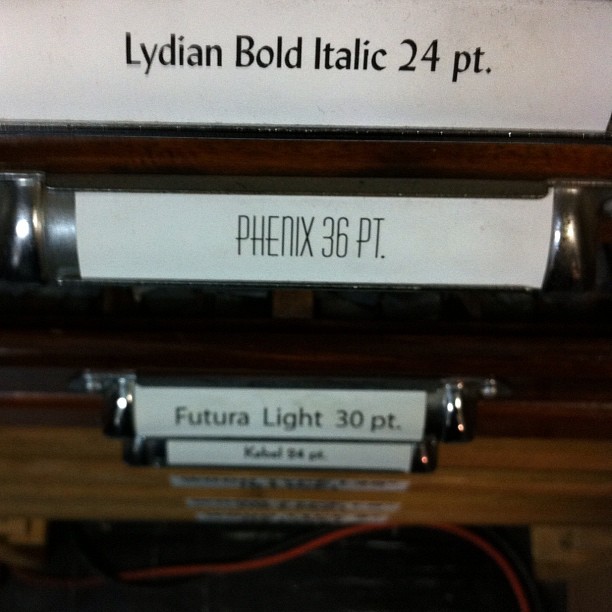 Lydian Bold Italic 24 pt.
PHENIX 36 PT.
Futura Light 30 pt.
Kabel 24 pt.